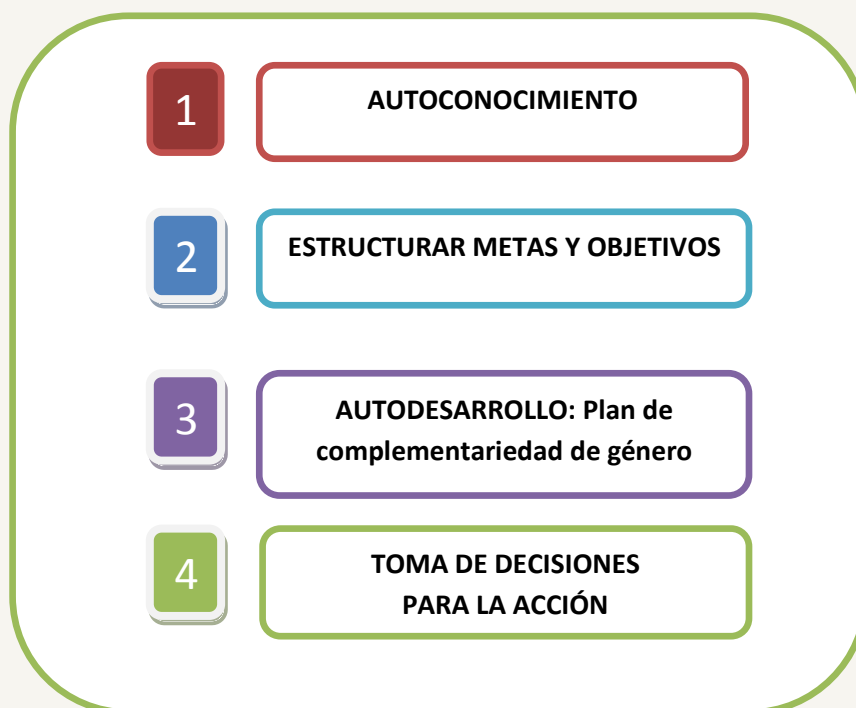 1
AUTOCONOCIMIENTO
2
ESTRUCTURAR METAS Y OBJETIVOS
3
AUTODESARROLLO: Plan de
complementariedad de género
4
TOMA DE DECISIONES
PARA LA ACCIÓN